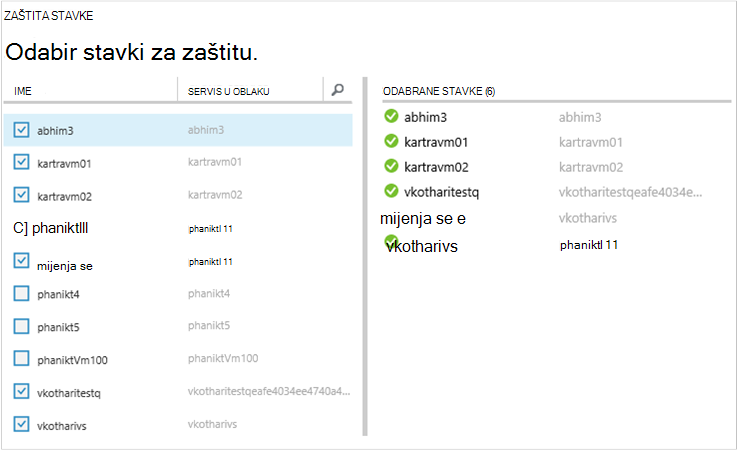 ZAŠTITA STAVKE
Odabir stavki za zaštitu.
IME SERVIS U OBLAKU
abhim3 abhim3
kartravm01 kartravm01
kartravm02 kartravm02
C] phaniktlll phaniktl 11
mijenja se phaniktl 11
phanikt4 phanikt4
phanikt5 phanikt5
phaniktVm100 phaniktVm100
vkotharitestq vkotharitestqeafe4034ee4740a4...
vkotharivs vkotharivs
ODABRANE STAVKE (6)
abhim3 abhim3
kartravm01 kartravm01
kartravm02 kartravm02
vkotharitestq vkotharitestqeafe4034e...
mijenja se e vkotharivs
vkotharivs phaniktl 11